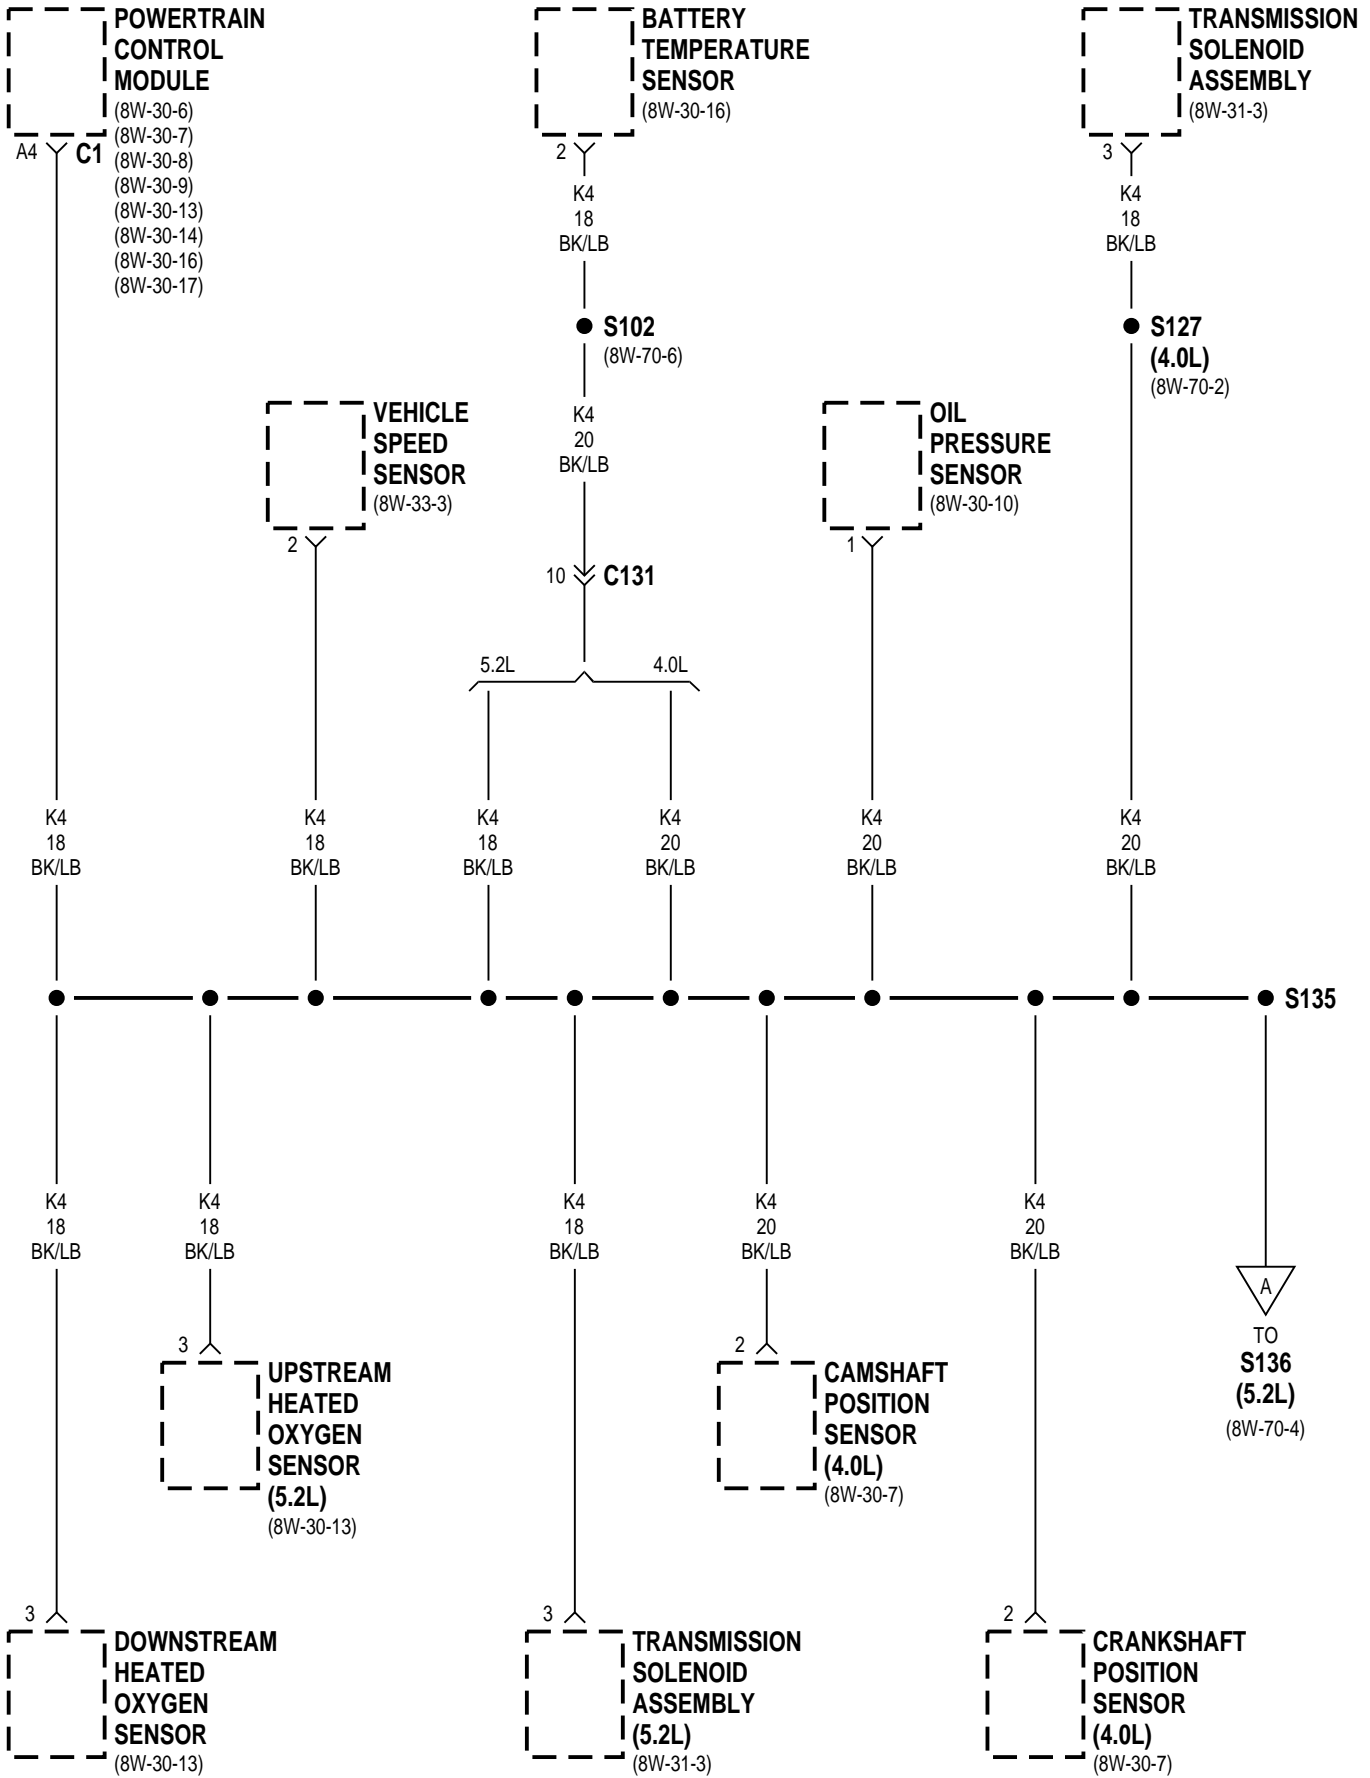 POWERTRAIN
CONTROL
MODULE
(8W-30-6)
(8W-30-7)
(8W-30-8)
(8W-30-9)
(8W-30-13)
(8W-30-14)
(8W-30-16)
(8W-30-17)
A4
C1
BATTERY
TEMPERATURE
SENSOR
(8W-30-16)
2
K4
18
BK/LB
S102
(8W-70-6)
K4
20
BK/LB
10
C131
5.2L
4.0L
TRANSMISSION
SOLENOID
ASSEMBLY
(8W-31-3)
3
K4
18
BK/LB
S127
(4.0L)
(8W-70-2)
VEHICLE
SPEED
SENSOR
(8W-33-3)
2
OIL
PRESSURE
SENSOR
(8W-30-10)
1
K4
18
BK/LB
K4
18
BK/LB
K4
18
BK/LB
K4
20
BK/LB
K4
20
BK/LB
K4
20
BK/LB
S135
K4
18
BK/LB
K4
18
BK/LB
K4
18
BK/LB
K4
20
BK/LB
K4
20
BK/LB
A
TO
S136
(5.2L)
(8W-70-4)
3
UPSTREAM
HEATED
OXYGEN
SENSOR
(5.2L)
(8W-30-13)
2
CAMSHAFT
POSITION
SENSOR
(4.0L)
(8W-30-7)
3
DOWNSTREAM
HEATED
OXYGEN
SENSOR
(8W-30-13)
3
TRANSMISSION
SOLENOID
ASSEMBLY
(5.2L)
(8W-31-3)
2
CRANKSHAFT
POSITION
SENSOR
(4.0L)
(8W-30-7)